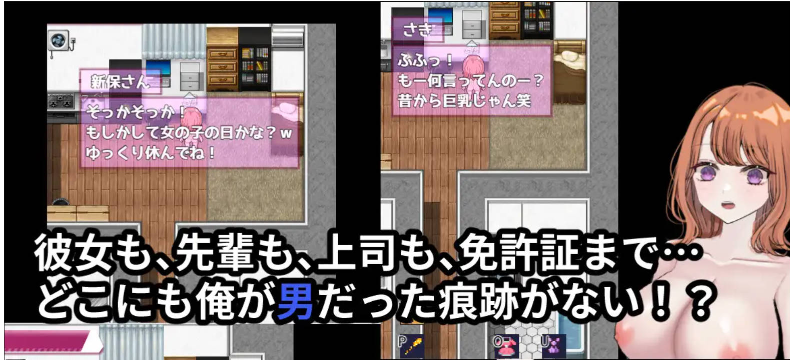 新保さん
そっかそっか！
もしかして女の子の日かな？w
ゆっくり休んでね！
さき
ぷふっ！
もー何言ってんのー？
昔から巨乳じゃん笑
彼女も、先輩も、上司も、免許証まで…
どこにも俺が男だった痕跡がない！？
P
O
U